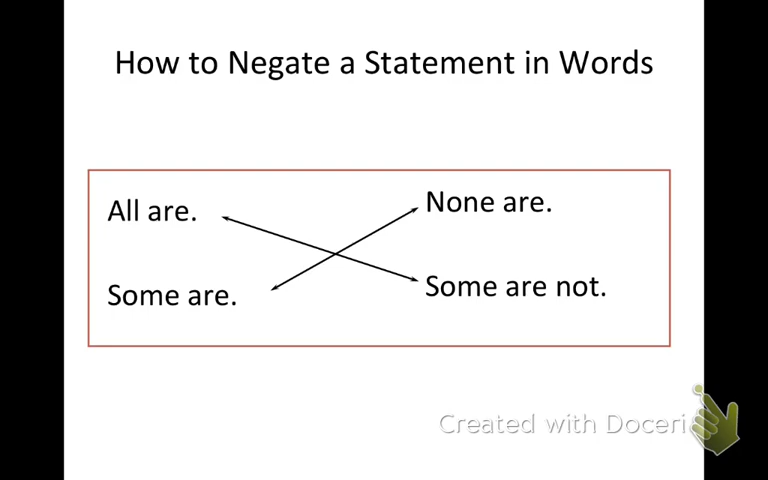 How to Negate a Statement in Words
All are.
None are.
Some are.
Some are not.
Created with Doceri